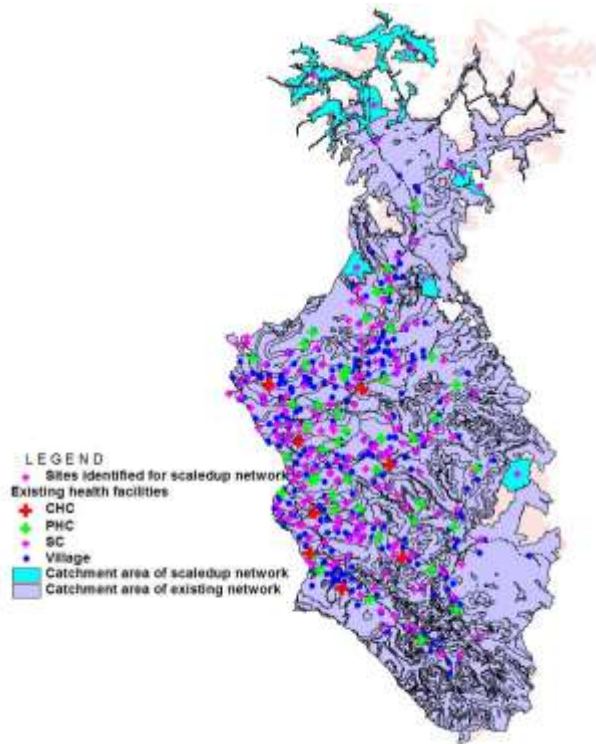 LEGEND
Sites identified for scaledup network
Existing health facilities
CHC
PHC
SC
Village
Catchment area of scaledup network
Catchment area of existing network